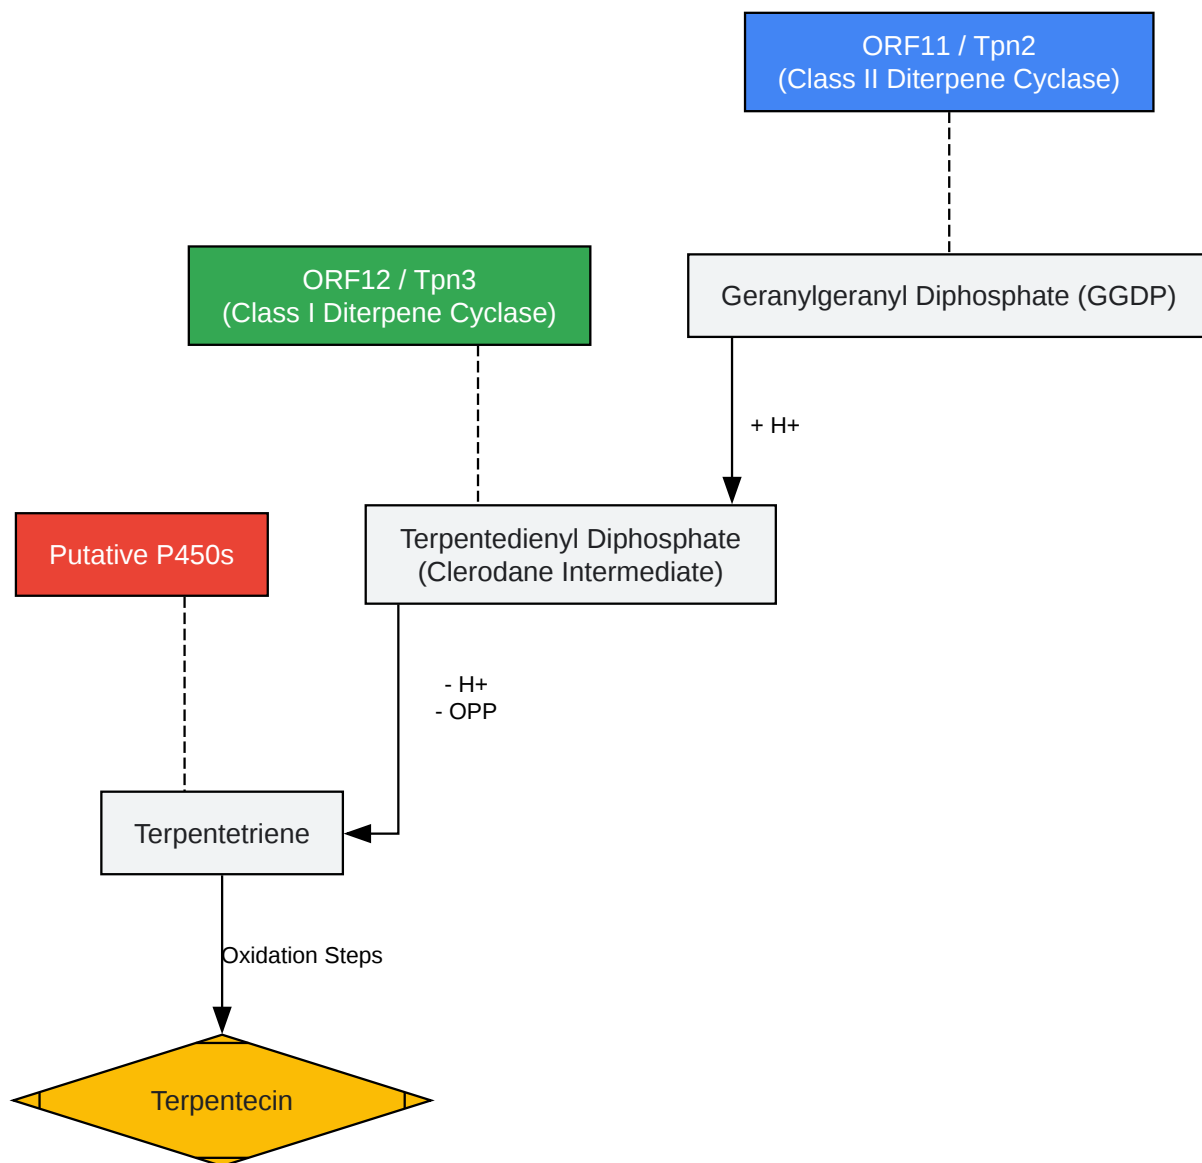 ORF11 / Tpn2
(Class II Diterpene Cyclase)
ORF12 / Tpn3
(Class I Diterpene Cyclase)
Geranylgeranyl Diphosphate (GGDP)
+ H+
Putative P450s
Terpentedienyl Diphosphate
(Clerodane Intermediate)
- H+
- OPP
Terpentetriene
Oxidation Steps
Terpentecin